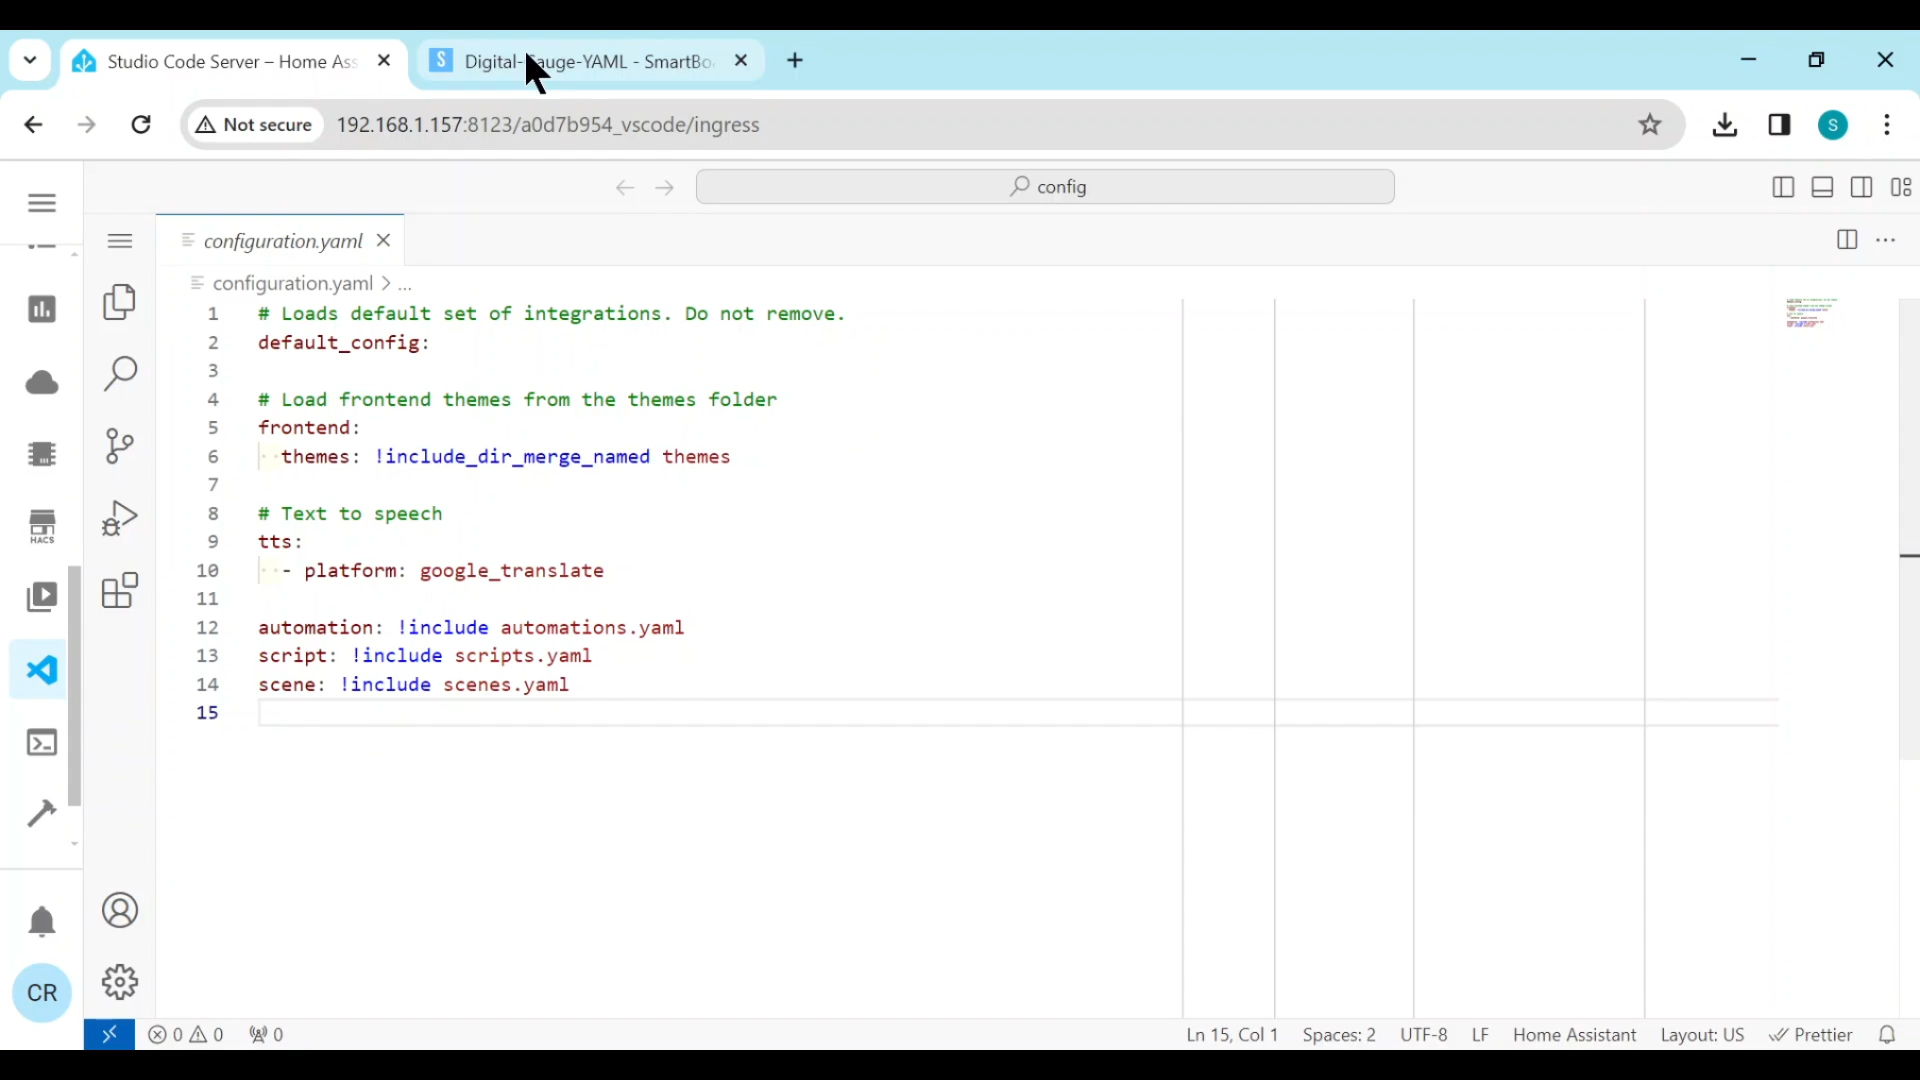 Studio Code Server – Home Ass
S Digital-Gauge-YAML - SmartBo
Not secure 192.168.1.157:8123/a0d7b954_vscode/ingress S
config
configuration.yaml
configuration.yaml > ...
1 # Loads default set of integrations. Do not remove.
2 default_config:
3
4 # Load frontend themes from the themes folder
5 frontend:
6 themes: !include_dir_merge_named themes
7
8 # Text to speech
9 tts:
10 - platform: google_translate
11
12 automation: !include automations.yaml
13 script: !include scripts.yaml
14 scene: !include scenes.yaml
15
HACS
CR
0 0 0 Ln 15, Col 1 Spaces: 2 UTF-8 LF Home Assistant Layout: US Prettier